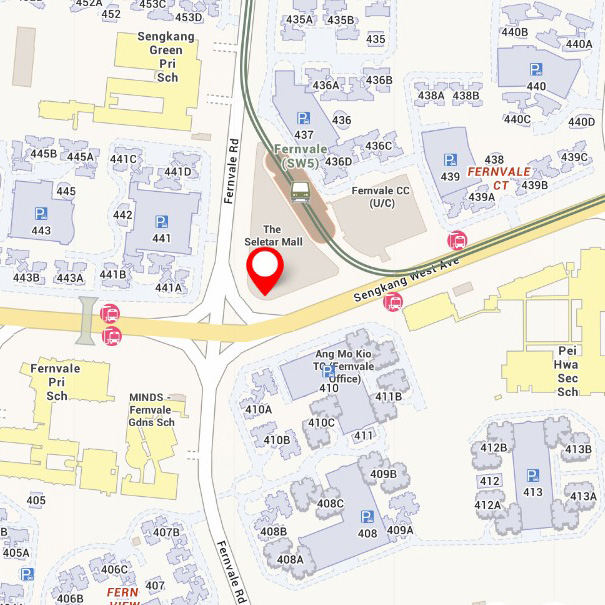 452
453C
453D
435A
435B
435
Sengkang
Green
Pri
Sch
Fernvale Rd
436A
436B
436
437
436C
436D
Fernvale
(SW5)
440B
440A
440
440C
440D
438A
438B
438
439
439A
439B
439C
FERNVALE
CT
Fernvale CC
(U/C)
445B
445A
445
443
443B
443A
441C
441D
442
441
441B
441A
The
Seletar Mall
Sengkang West Ave
Fernvale
Pri
Sch
MINDS -
Fernvale
Gdns Sch
Ang Mo Kio
TC (Fernvale
Office)
410
410A
410B
410C
411B
411
Pei
Hwa
Sec
Sch
412B
412
412A
413
413B
413A
409B
408C
408B
408
408A
409A
405
B
405A
407B
406C
407
406B
FERN
VIEW
Fernvale Rd